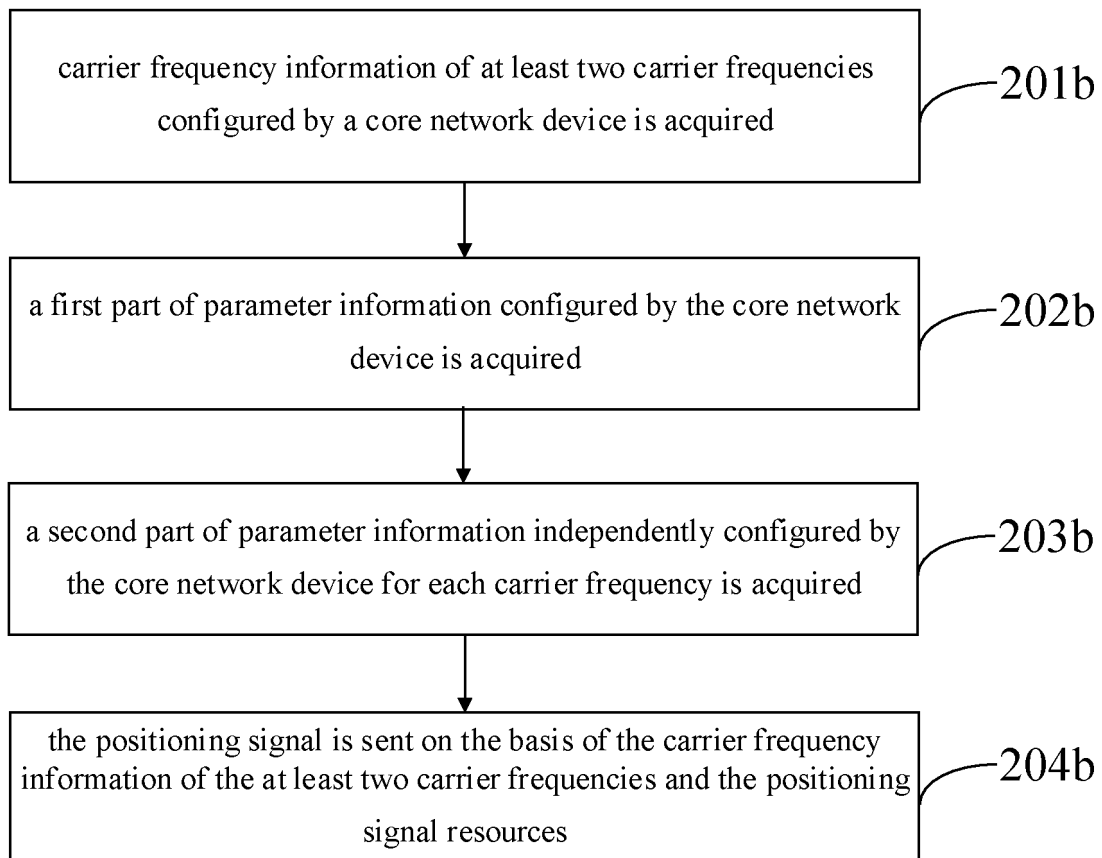 carrier frequency information of at least two carrier frequencies
configured by a core network device is acquired
201b
a first part of parameter information configured by the core network
device is acquired
202b
a second part of parameter information independently configured by
the core network device for each carrier frequency is acquired
203b
the positioning signal is sent on the basis of the carrier frequency
information of the at least two carrier frequencies and the positioning
signal resources
204b